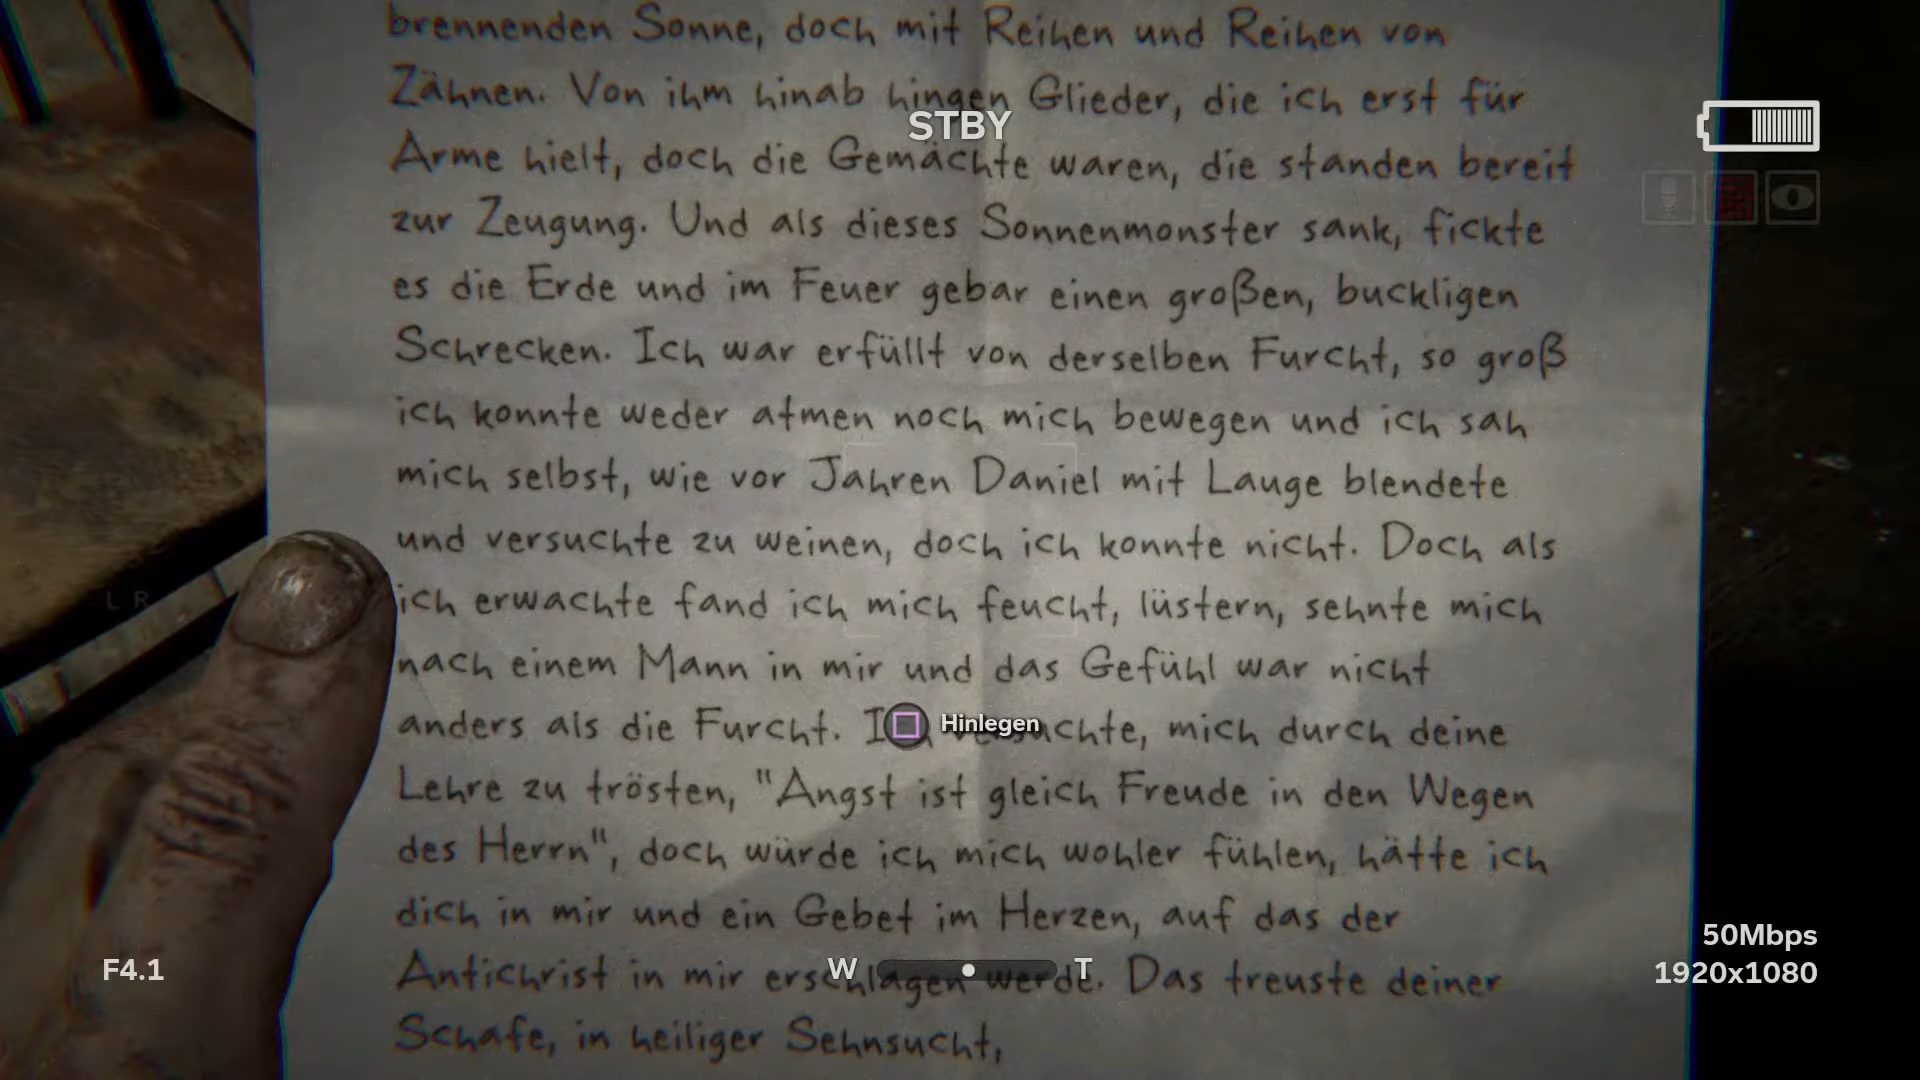 brennenden Sonne, doch mit Reihen und Reihen von
Zähnen. Von ihm hinab hingen Glieder, die ich erst für
STBY
Arme hielt, doch die Gemächte waren, die standen bereit
zur Zeugung. Und als dieses Sonnenmonster sank, fickte
es die Erde und im Feuer gebar einen großen, buckligen
Schrecken. Ich war erfüllt von derselben Furcht, so groß
ich konnte weder atmen noch mich bewegen und ich sah
mich selbst, wie vor Jahren Daniel mit Lauge blendete
und versuchte zu weinen, doch ich konnte nicht. Doch als
L R
ich erwachte fand ich mich feucht, lüstern, sehnte mich
nach einem Mann in mir und das Gefühl war nicht
anders als die Furcht. mich durch deine
Hinlegen
Lehre zu trösten, "Angst ist gleich Freude in den Wegen
des Herrn", doch würde ich mich wohler fühlen, hätte ich
dich in mir und ein Gebet im Herzen, auf das der
50Mbps
F4.1
W T
1920x1080
Antichrist in mir erschlagen werde. Das treuste deiner
Schafe, in heiliger Sehnsucht,